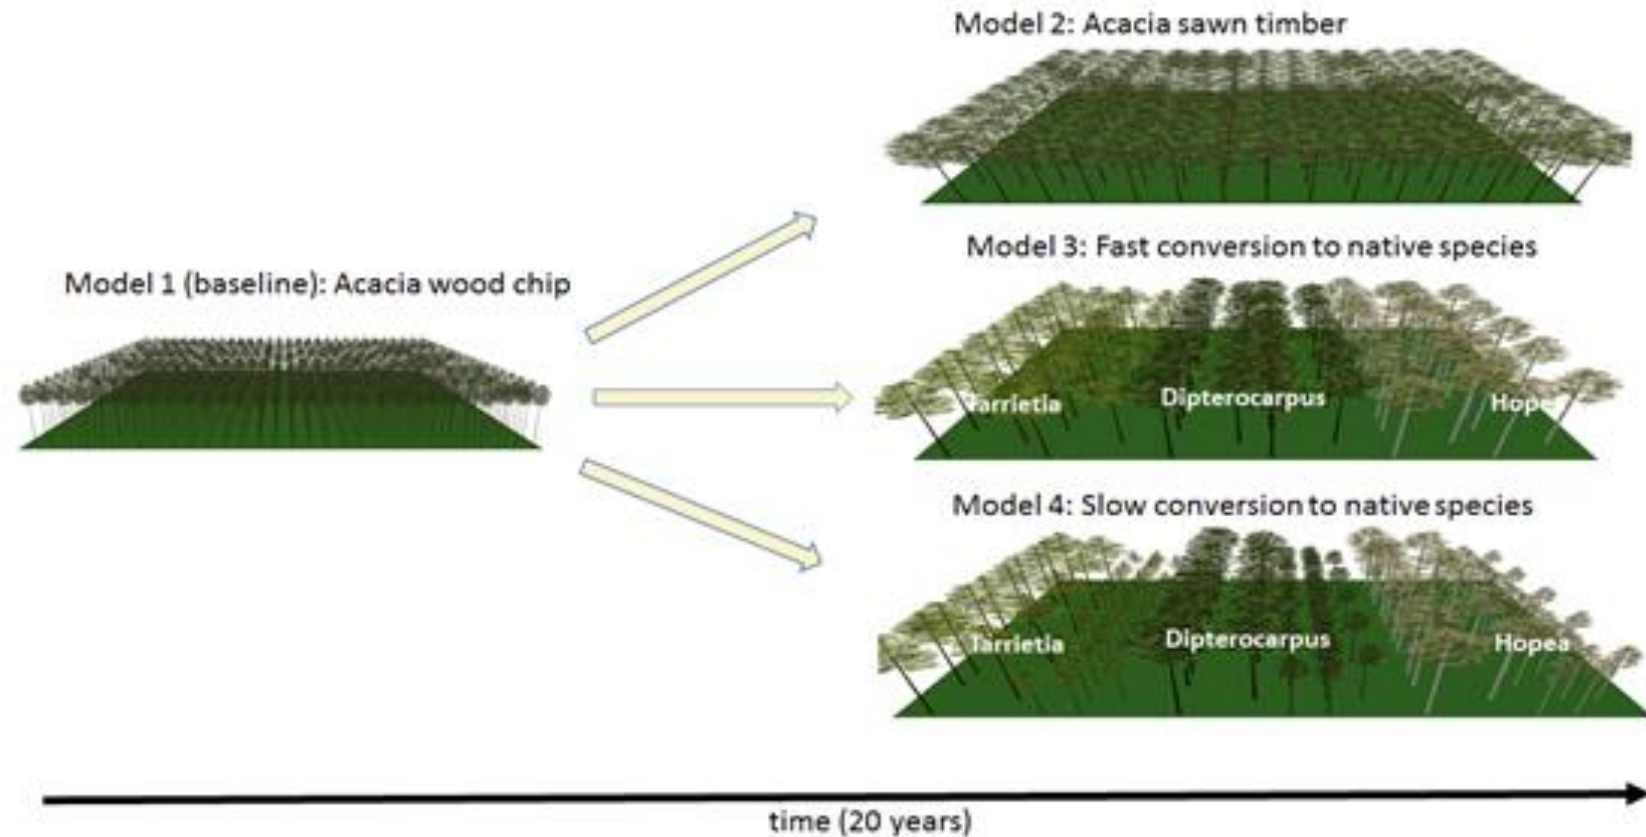 Model 2: Acacia sawn timber
Model 3: Fast conversion to native species
Model 1 (baseline): Acacia wood chip
Tarrietia
Dipterocarpus
Hope
Model 4: Slow conversion to native species
Tarrietia
Dipterocarpus
Hopea
time (20 years)